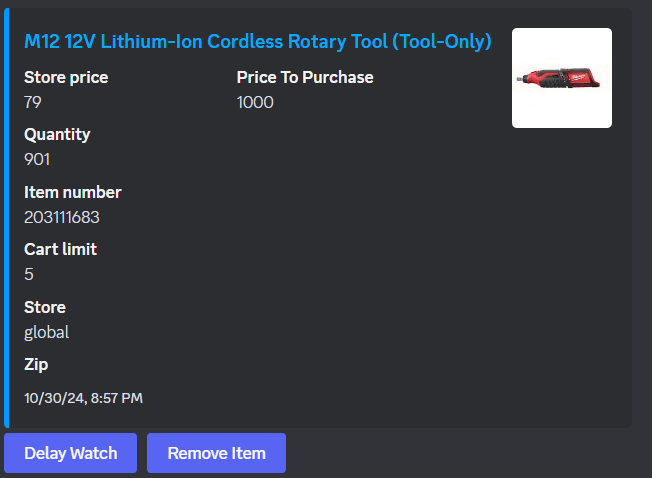 M12 12V Lithium-Ion Cordless Rotary Tool (Tool-Only)
Store price
Price To Purchase
79
1000
Quantity
901
Item number
203111683
Cart limit
5
Store
global
Zip
10/30/24, 8:57 PM
Delay Watch
Remove Item